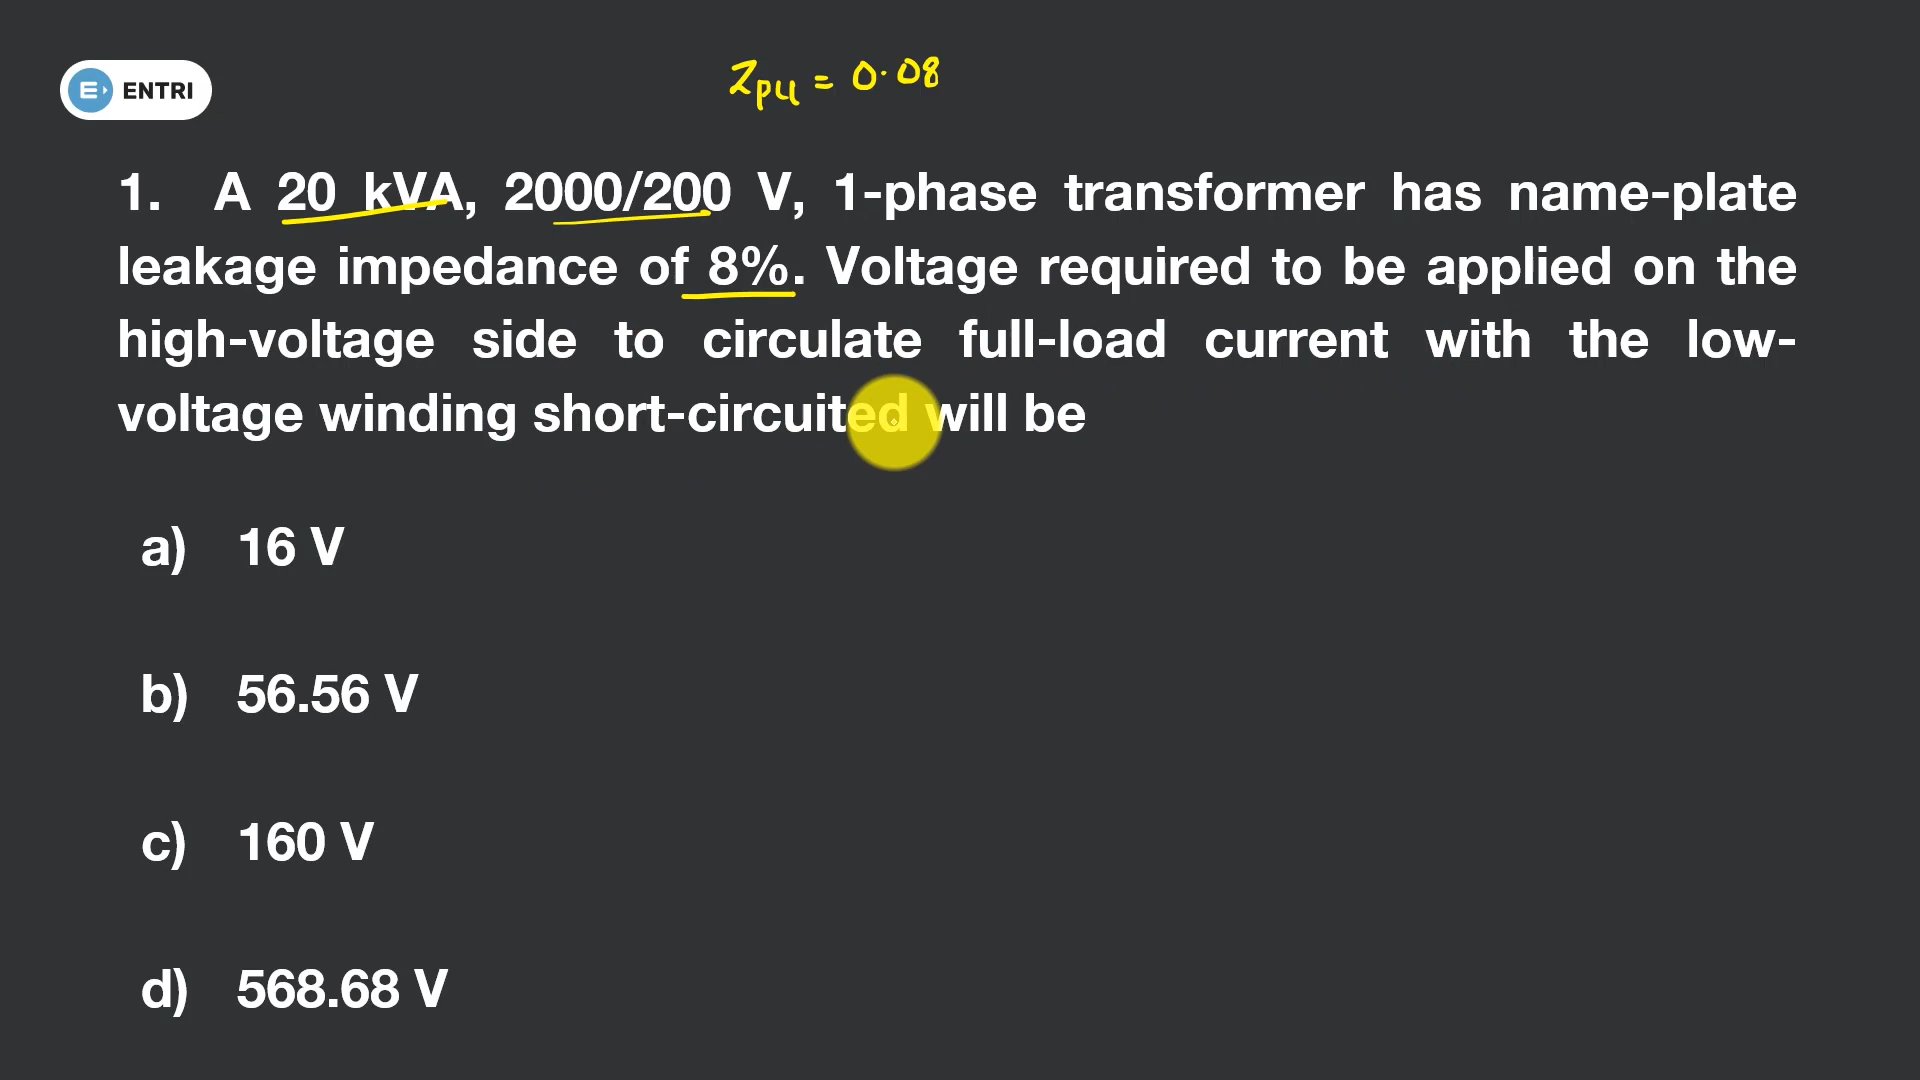 ENTRI
Zpu = 0.08
1. A 20 kVA, 2000/200 V, 1-phase transformer has name-plate
leakage impedance of 8%. Voltage required to be applied on the
high-voltage side to circulate full-load current with the low-
voltage winding short-circuited will be
a) 16 V
b) 56.56 V
c) 160 V
d) 568.68 V